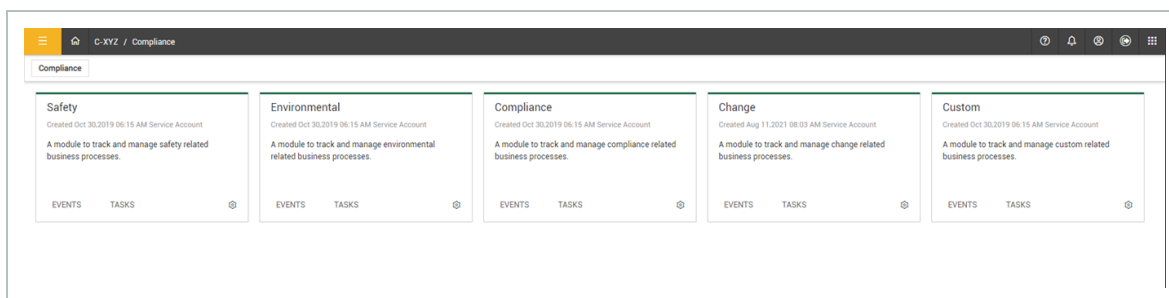 C-XYZ / Compliance
Compliance
Safety
Created Oct 30,2019 06:15 AM Service Account
A module to track and manage safety related
business processes.
EVENTS TASKS
Environmental
Created Oct 30,2019 06:15 AM Service Account
A module to track and manage environmental
related business processes.
EVENTS TASKS
Compliance
Created Oct 30,2019 06:15 AM Service Account
A module to track and manage compliance related
business processes.
EVENTS TASKS
Change
Created Aug 11,2021 08:03 AM Service Account
A module to track and manage change related
business processes.
EVENTS TASKS
Custom
Created Oct 30,2019 06:15 AM Service Account
A module to track and manage custom related
business processes.
EVENTS TASKS